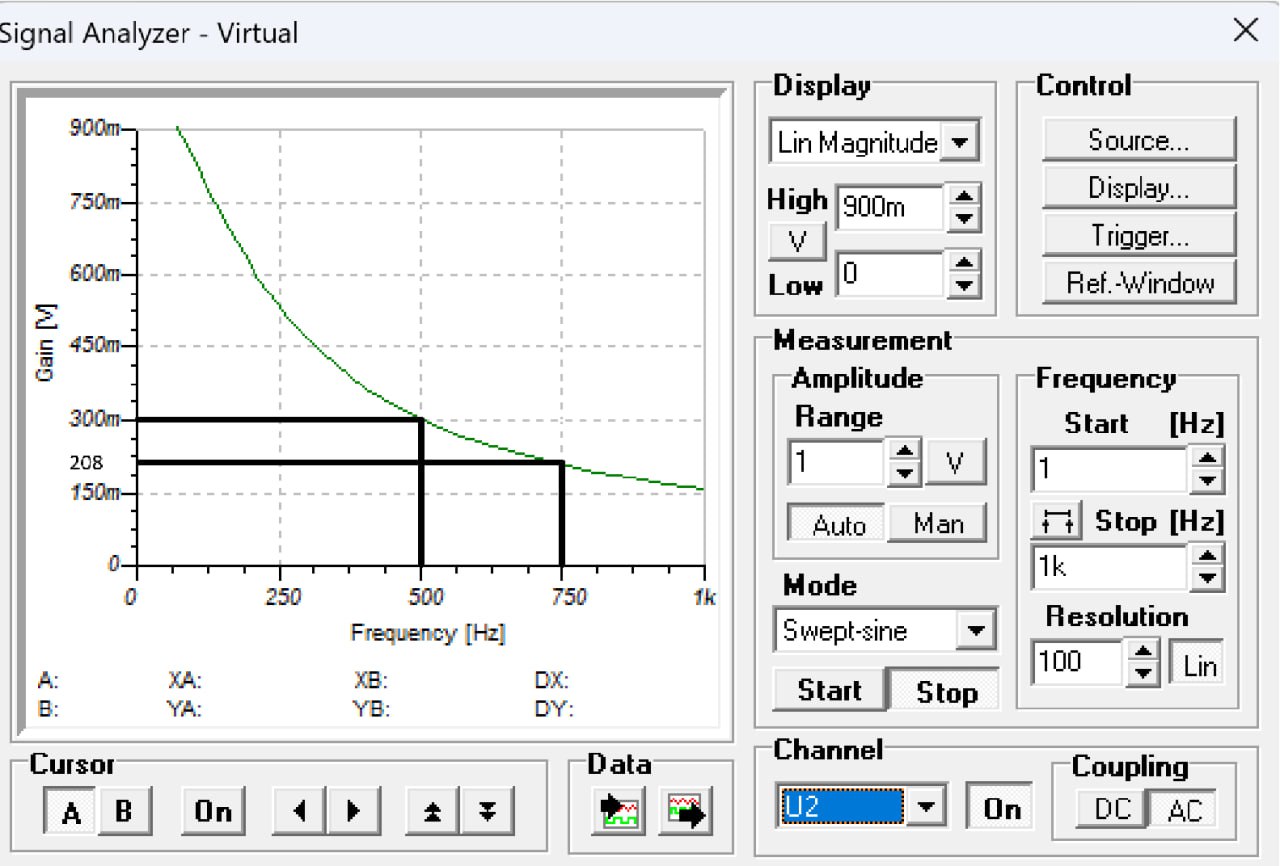 Signal Analyzer - Virtual
900m
750m
600m
450m
300m
208
150m
0
Gain [V]
0 250 500 750 1k
Frequency [Hz]
A: XA: XB: DX:
B: YA: YB: DY:
Cursor
A B On
Data
Display
Lin Magnitude
High 900m
V
Low 0
Control
Source...
Display...
Trigger...
Ref.-Window
Measurement
Amplitude
Range
1 V
Auto Man
Mode
Swept-sine
Start Stop
Frequency
Start [Hz]
1
Stop [Hz]
1k
Resolution
100 Lin
Channel
U2 On
Coupling
DC AC